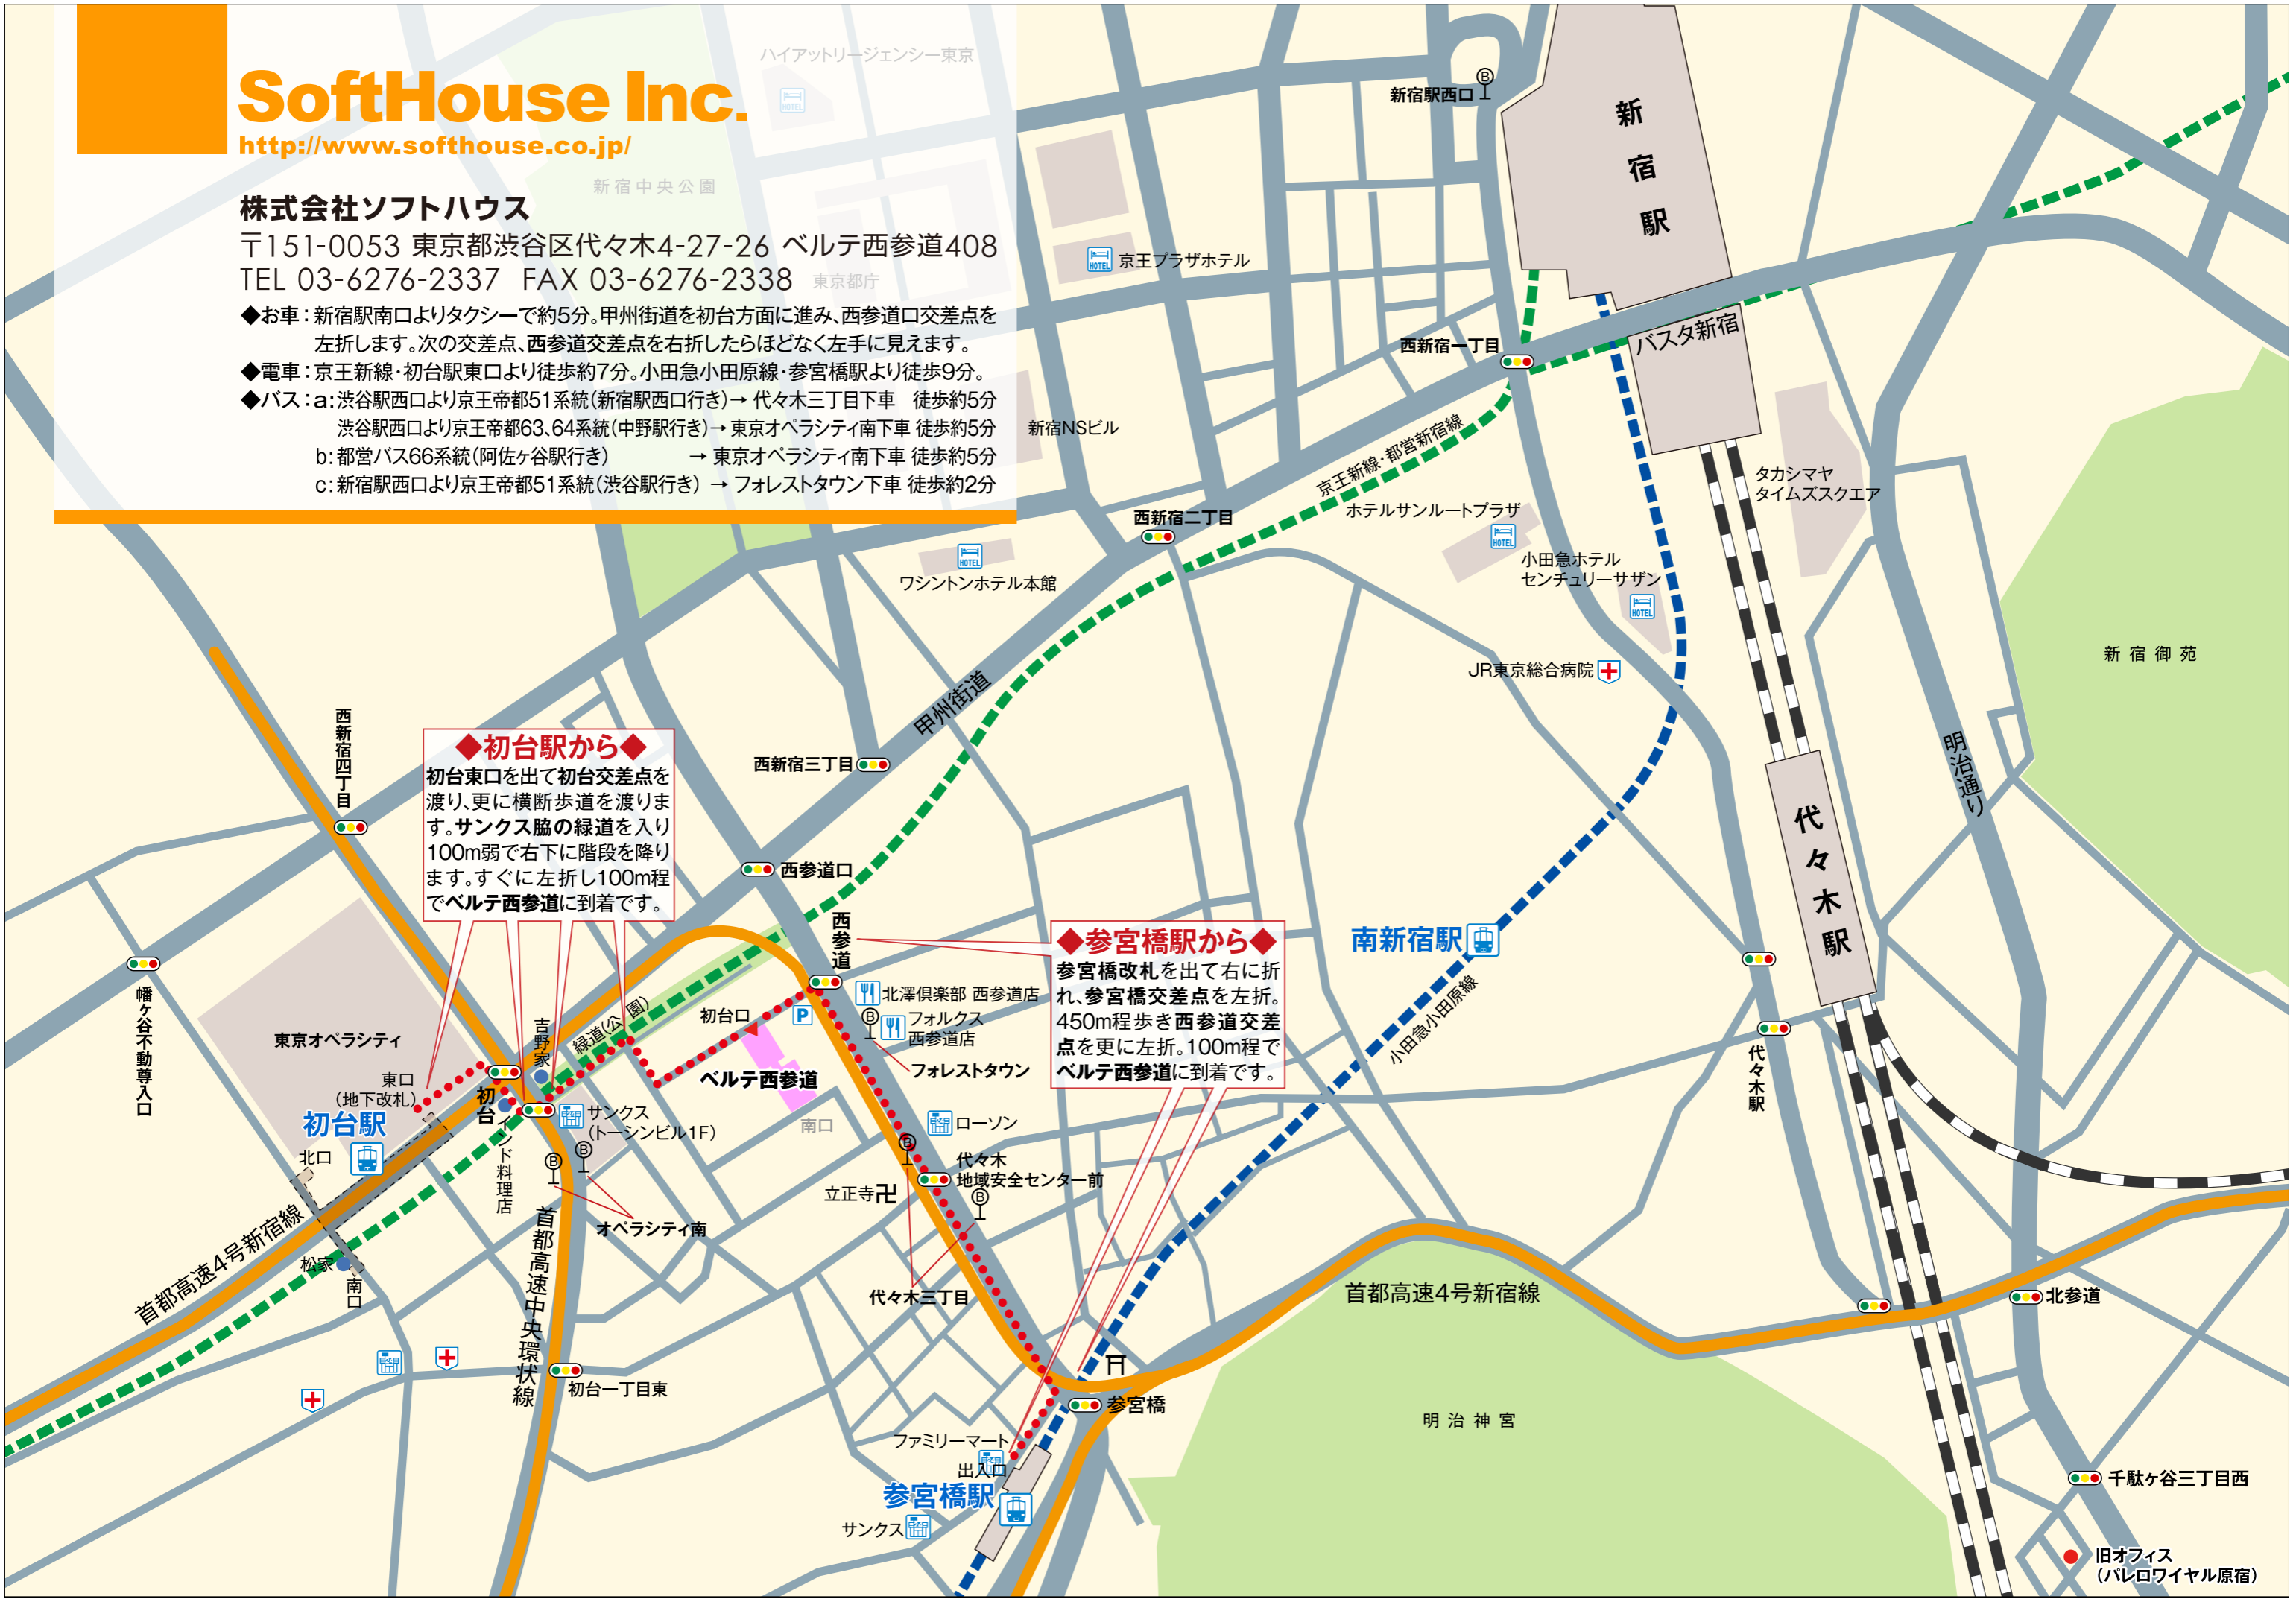 SoftHouse Inc.
http://www.softhouse.co.jp/
株式会社ソフトハウス
〒151-0053 東京都渋谷区代々木4-27-26 ベルテ西参道408
TEL 03-6276-2337 FAX 03-6276-2338
◆お車：新宿駅南口よりタクシーで約5分。甲州街道を初台方面に進み、西参道口交差点を
左折します。次の交差点、西参道交差点を右折したらほどなく左手に見えます。
◆電車：京王新線・初台駅東口より徒歩約7分。小田急小田原線・参宮橋駅より徒歩9分。
◆バス：a：渋谷駅西口より京王帝都51系統(新宿駅西口行き)→ 代々木三丁目下車 徒歩約5分
渋谷駅西口より京王帝都63、64系統(中野駅行き)→ 東京オペラシティ南下車 徒歩約5分
b：都営バス66系統(阿佐ヶ谷駅行き) → 東京オペラシティ南下車 徒歩約5分
c：新宿駅西口より京王帝都51系統(渋谷駅行き) → フォレストタウン下車 徒歩約2分
ハイアットリージェンシー東京
HOTEL
新宿中央公園
東京都庁
新宿駅西口
B
新宿駅
HOTEL
京王プラザホテル
西新宿一丁目
バスタ新宿
新宿NSビル
京王新線・都営新宿線
タカシマヤ
タイムズスクエア
ホテルサンルートプラザ
HOTEL
西新宿二丁目
HOTEL
ワシントンホテル本館
小田急ホテル
センチュリーサザン
HOTEL
JR東京総合病院
新宿御苑
甲州街道
明治通り
西新宿四丁目
西新宿三丁目
◆初台駅から◆
初台東口を出て初台交差点を
渡り、更に横断歩道を渡りま
す。サンクス脇の緑道を入り
100m弱で右下に階段を降り
ます。すぐに左折し100m程
でベルテ西参道に到着です。
西参道口
代々木駅
西参道
◆参宮橋駅から◆
参宮橋改札を出て右に折
れ、参宮橋交差点を左折。
450m程歩き西参道交差
点を更に左折。100m程で
ベルテ西参道に到着です。
南新宿駅
小田急小田原線
幡ヶ谷不動尊入口
北澤倶楽部 西参道店
B
フォルクス
西参道店
フォレストタウン
初台口
P
緑道(公園)
吉野家
東京オペラシティ
東口
(地下改札)
初台駅
初台
インド料理店
サンクス
(トーシンビル1F)
ベルテ西参道
南口
代々木駅
ローソン
B
代々木
地域安全センター前
B
立正寺卍
北口
B
B
オペラシティ南
首都高速4号新宿線
松家
南口
首都高速中央環状線
代々木三丁目
首都高速4号新宿線
北参道
初台一丁目東
参宮橋
明治神宮
ファミリーマート
出入口
参宮橋駅
サンクス
千駄ヶ谷三丁目西
旧オフィス
(パレロワイヤル原宿)